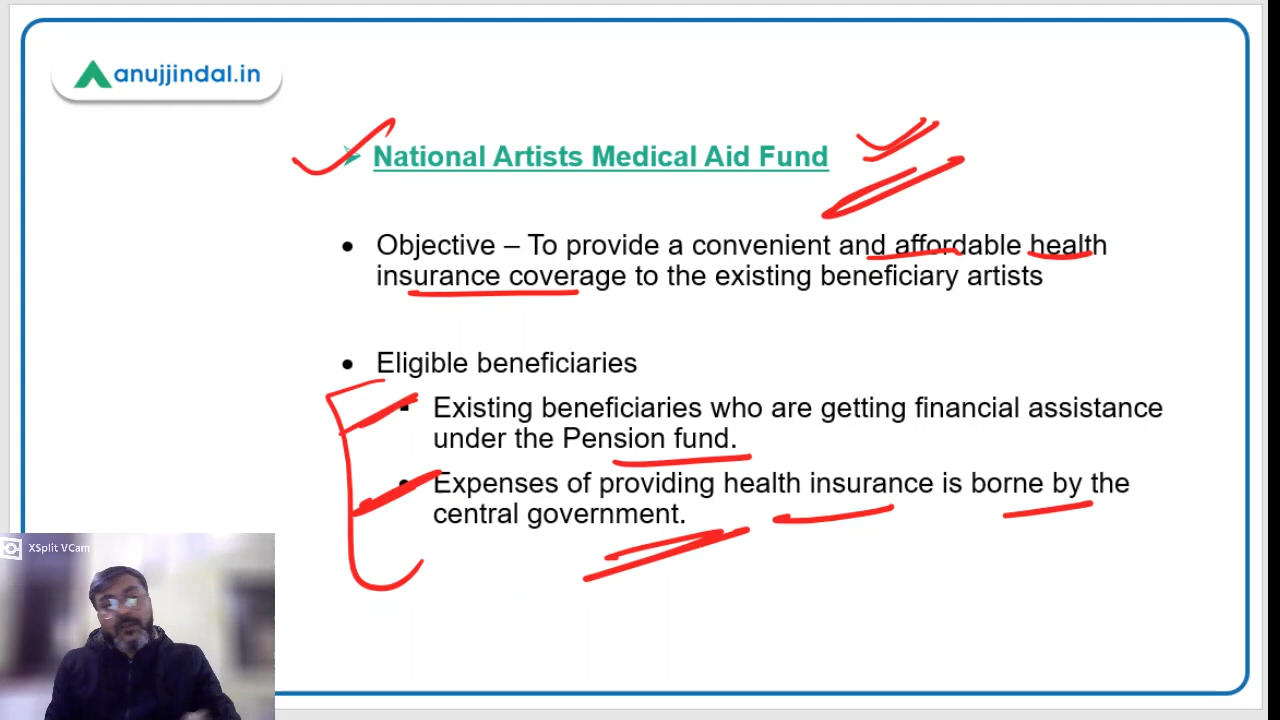 anujjindal.in
National Artists Medical Aid Fund
Objective – To provide a convenient and affordable health
insurance coverage to the existing beneficiary artists
Eligible beneficiaries
Existing beneficiaries who are getting financial assistance
under the Pension fund.
Expenses of providing health insurance is borne by the
central government.
XSplit VCam